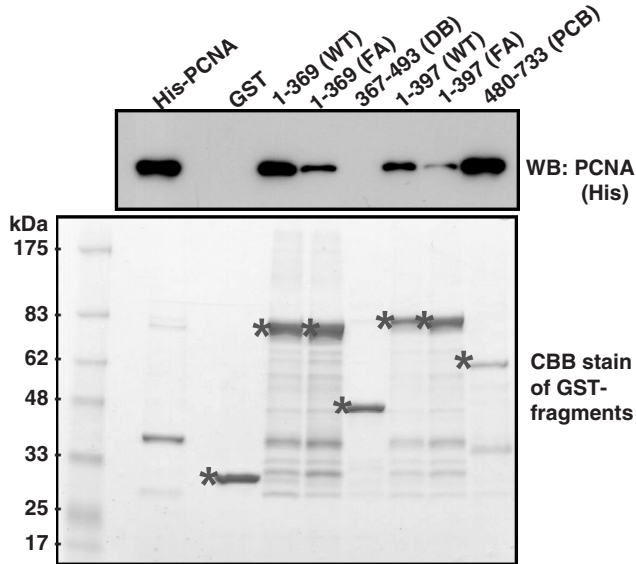 His-PCNA
GST
1-369 (WT)
1-369 (FA)
367-493 (DB)
1-397 (WT)
1-397 (FA)
480-733 (PCB)
WB: PCNA
(His)
kDa
175
83
62
48
33
25
17
CBB stain
of GST-
fragments